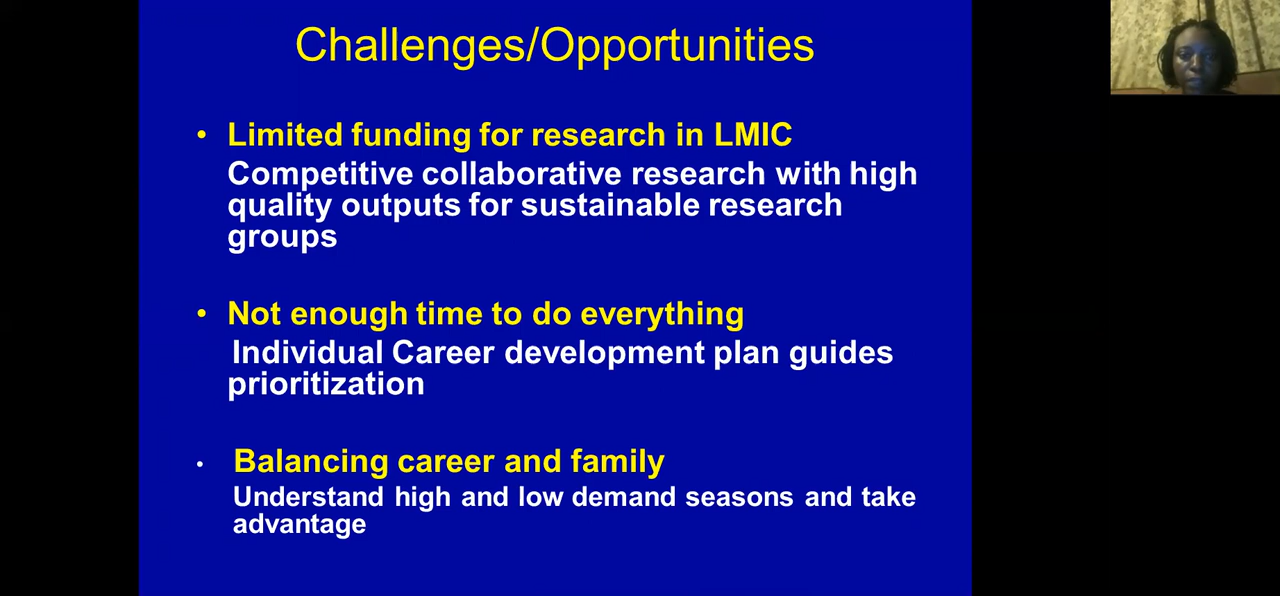 Challenges/Opportunities
• Limited funding for research in LMIC
Competitive collaborative research with high
quality outputs for sustainable research
groups
• Not enough time to do everything
Individual Career development plan guides
prioritization
• Balancing career and family
Understand high and low demand seasons and take
advantage